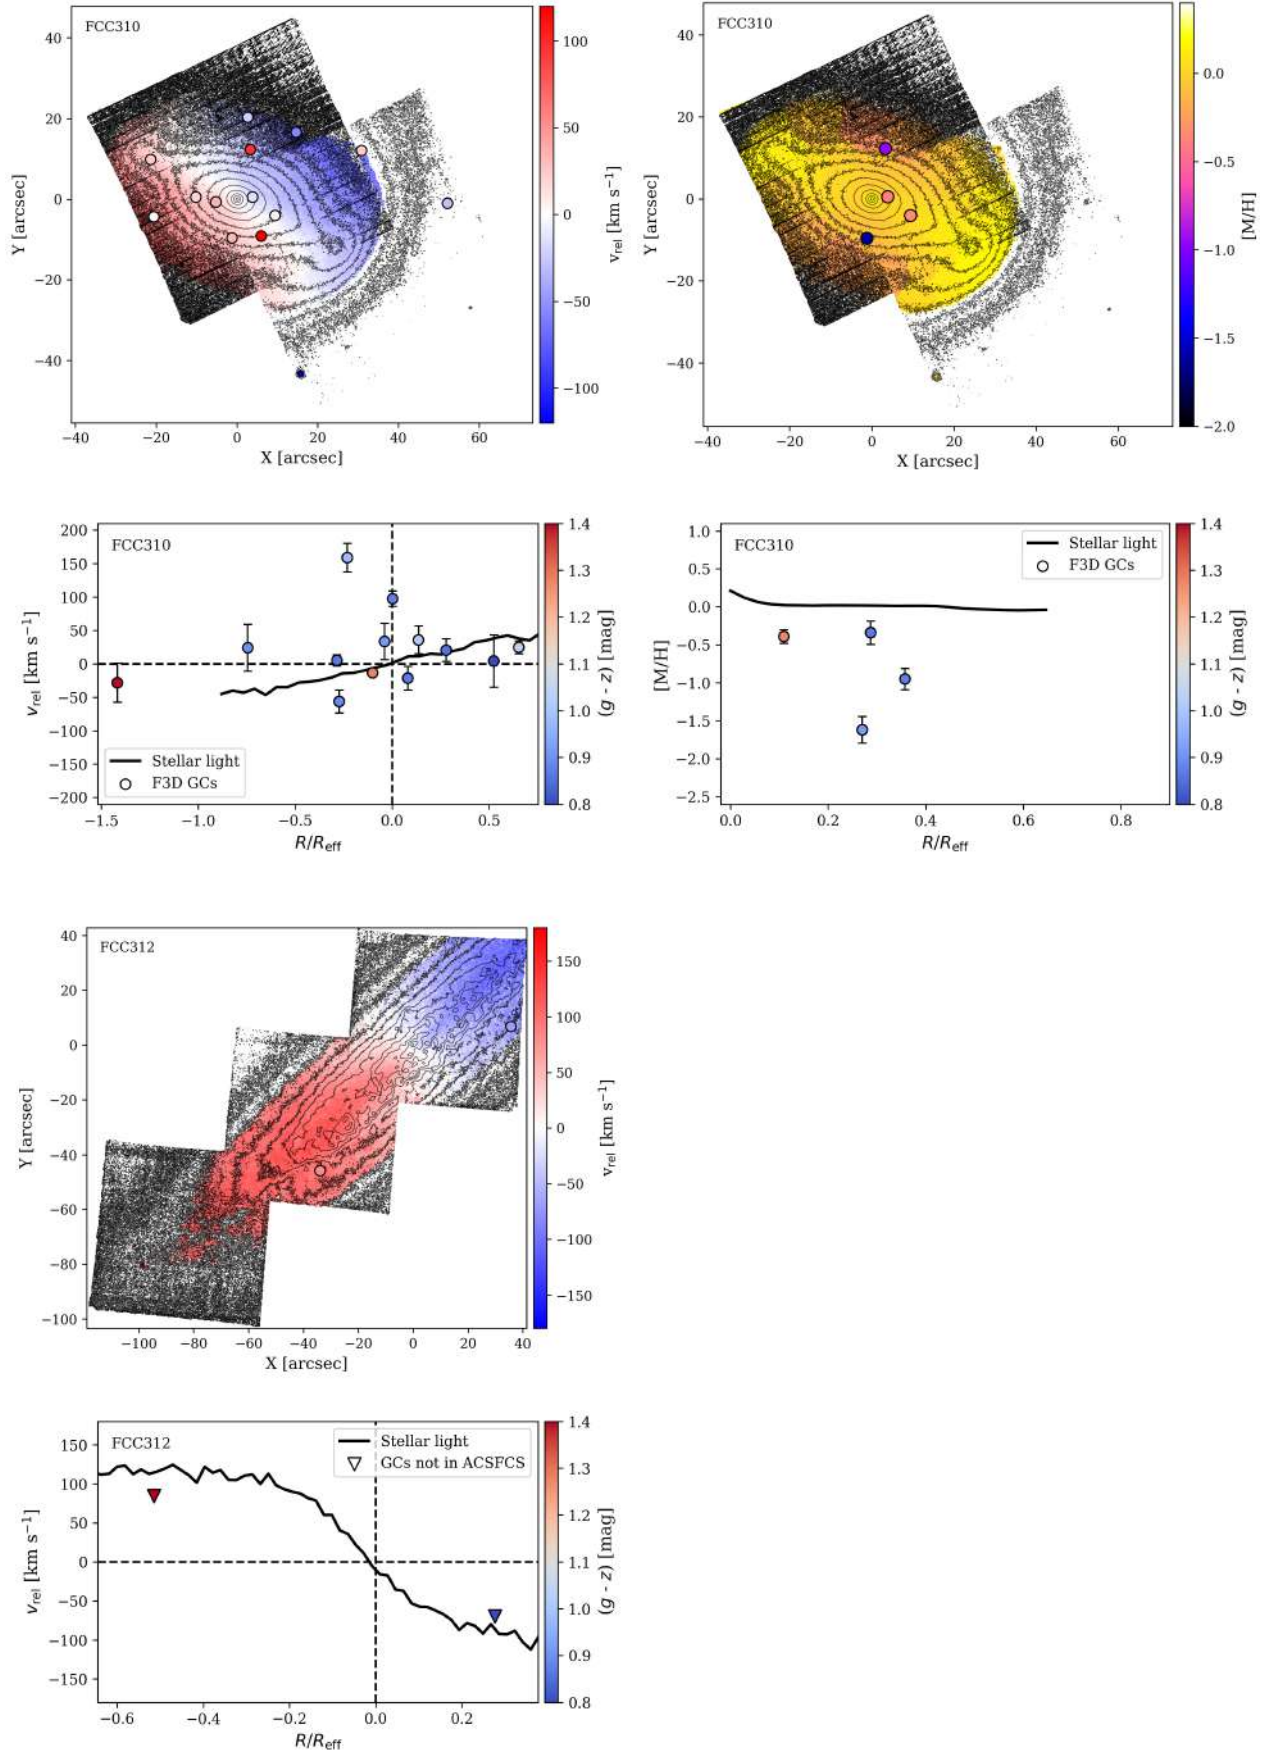 FCC310
40
20
0
−20
−40
Y [arcsec]
−40 −20 0 20 40 60
X [arcsec]
100
50
0
−50
−100
v_rel [km s⁻¹]
FCC310
40
20
0
−20
−40
Y [arcsec]
−40 −20 0 20 40 60
X [arcsec]
0.0
−0.5
−1.0
−1.5
−2.0
[M/H]
FCC310
200
150
100
50
0
−50
−100
−150
−200
v_rel [km s⁻¹]
Stellar light
F3D GCs
−1.5 −1.0 −0.5 0.0 0.5
R/R_eff
1.4
1.3
1.2
1.1
1.0
0.9
0.8
(g - z) [mag]
FCC310
Stellar light
F3D GCs
1.0
0.5
0.0
−0.5
−1.0
−1.5
−2.0
−2.5
[M/H]
0.0 0.2 0.4 0.6 0.8
R/R_eff
1.4
1.3
1.2
1.1
1.0
0.9
0.8
(g - z) [mag]
FCC312
40
20
0
−20
−40
−60
−80
−100
Y [arcsec]
−100 −80 −60 −40 −20 0 20 40
X [arcsec]
150
100
50
0
−50
−100
−150
v_rel [km s⁻¹]
FCC312
Stellar light
GCs not in ACSFCS
150
100
50
0
−50
−100
−150
v_rel [km s⁻¹]
−0.6 −0.4 −0.2 0.0 0.2
R/R_eff
1.4
1.3
1.2
1.1
1.0
0.9
0.8
(g - z) [mag]